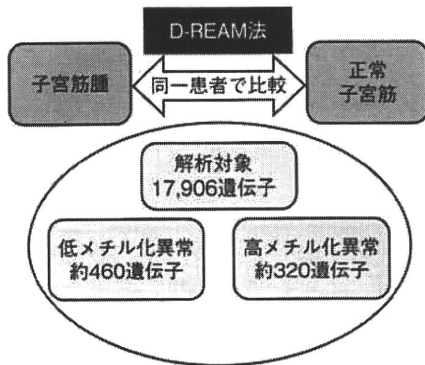 D-REAM法
子宮筋腫
同一患者で比較
正常
子宮筋
解析対象
17,906遺伝子
低メチル化異常
約460遺伝子
高メチル化異常
約320遺伝子